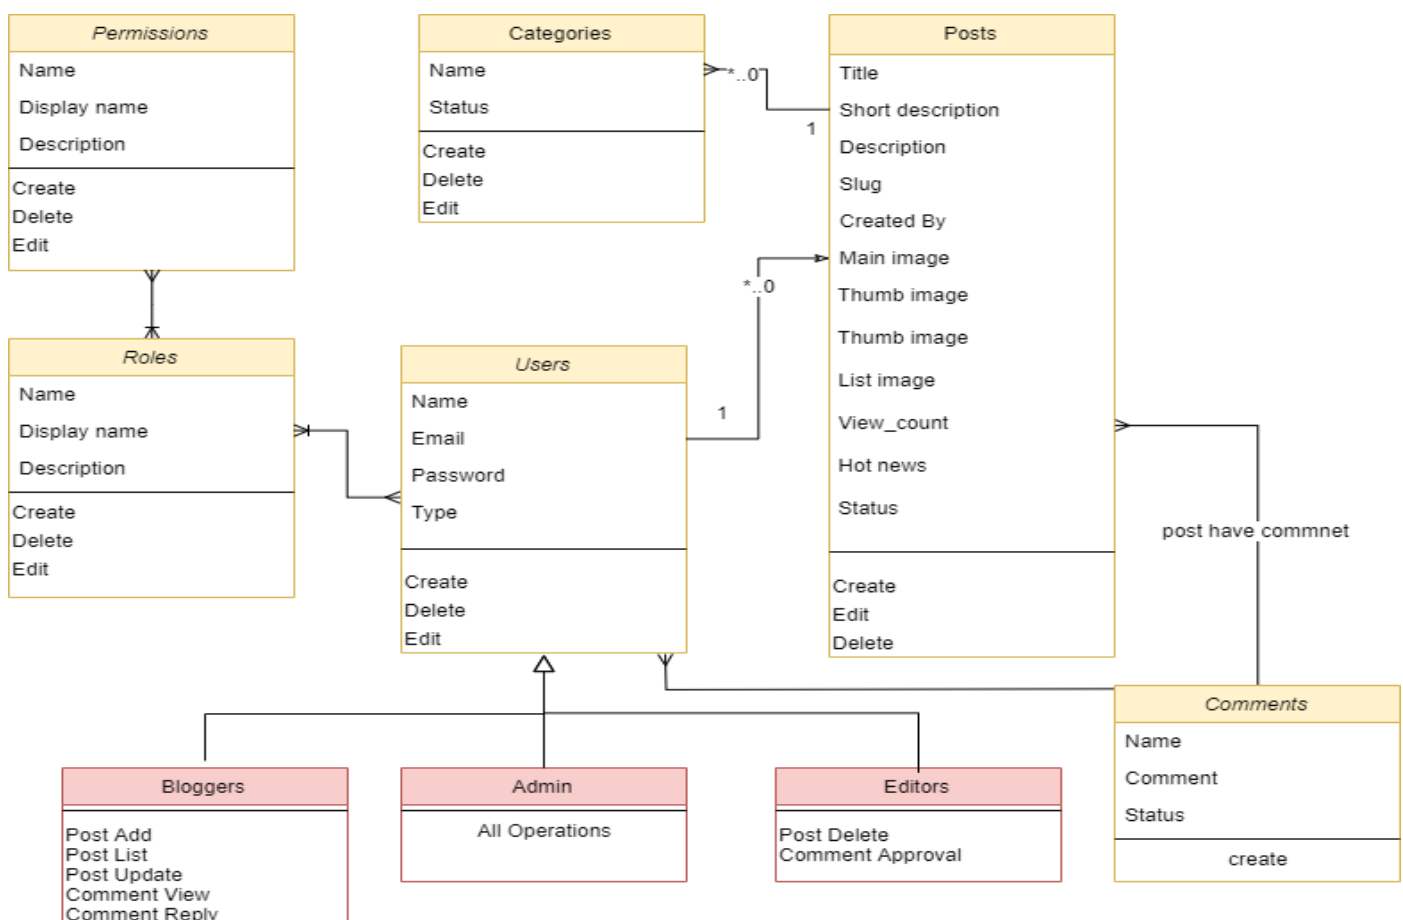 Permissions
Name
Display name
Description
Create
Delete
Edit
Categories
Name
Status
Create
Delete
Edit
*..0
1
Posts
Title
Short description
Description
Slug
Created By
Main image
Thumb image
Thumb image
List image
View_count
Hot news
Status
Create
Edit
Delete
Roles
Name
Display name
Description
Create
Delete
Edit
Users
Name
Email
Password
Type
Create
Delete
Edit
*..0
1
post have commnet
Comments
Name
Comment
Status
create
Bloggers
Post Add
Post List
Post Update
Comment View
Comment Reply
Admin
All Operations
Editors
Post Delete
Comment Approval